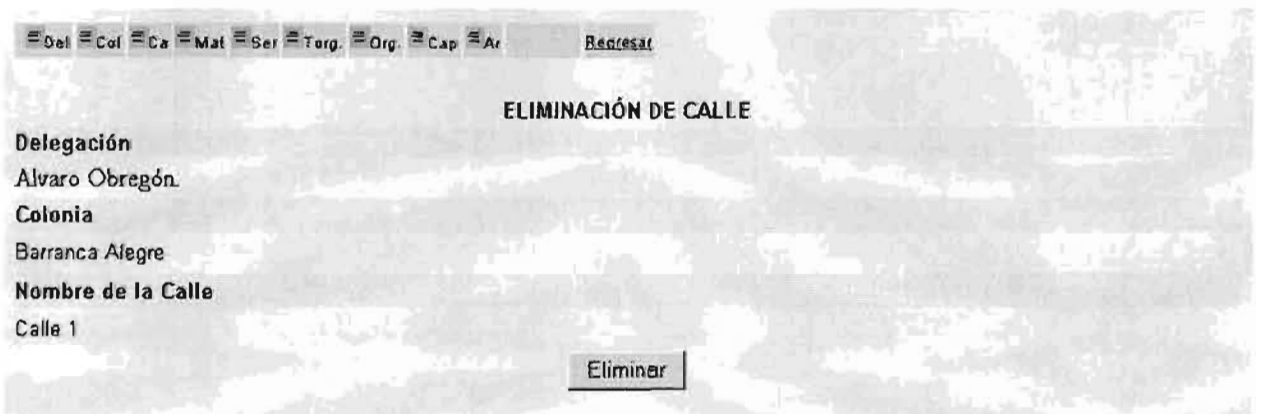 Del Col Ca Mat Ser Torg. Org. Cap Ar Regresar
ELIMINACIÓN DE CALLE
Delegación
Alvaro Obregón
Colonia
Barranca Alegre
Nombre de la Calle
Calle 1
Eliminar